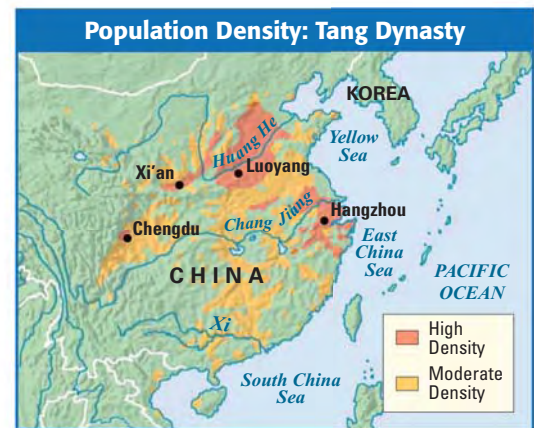 Population Density: Tang Dynasty
KOREA
Huang He
Yellow
Sea
Xi'an
Luoyang
Chengdu
Chang Jiang
Hangzhou
East
China
Sea
CHINA
PACIFIC
OCEAN
Xi
South China
Sea
High
Density
Moderate
Density